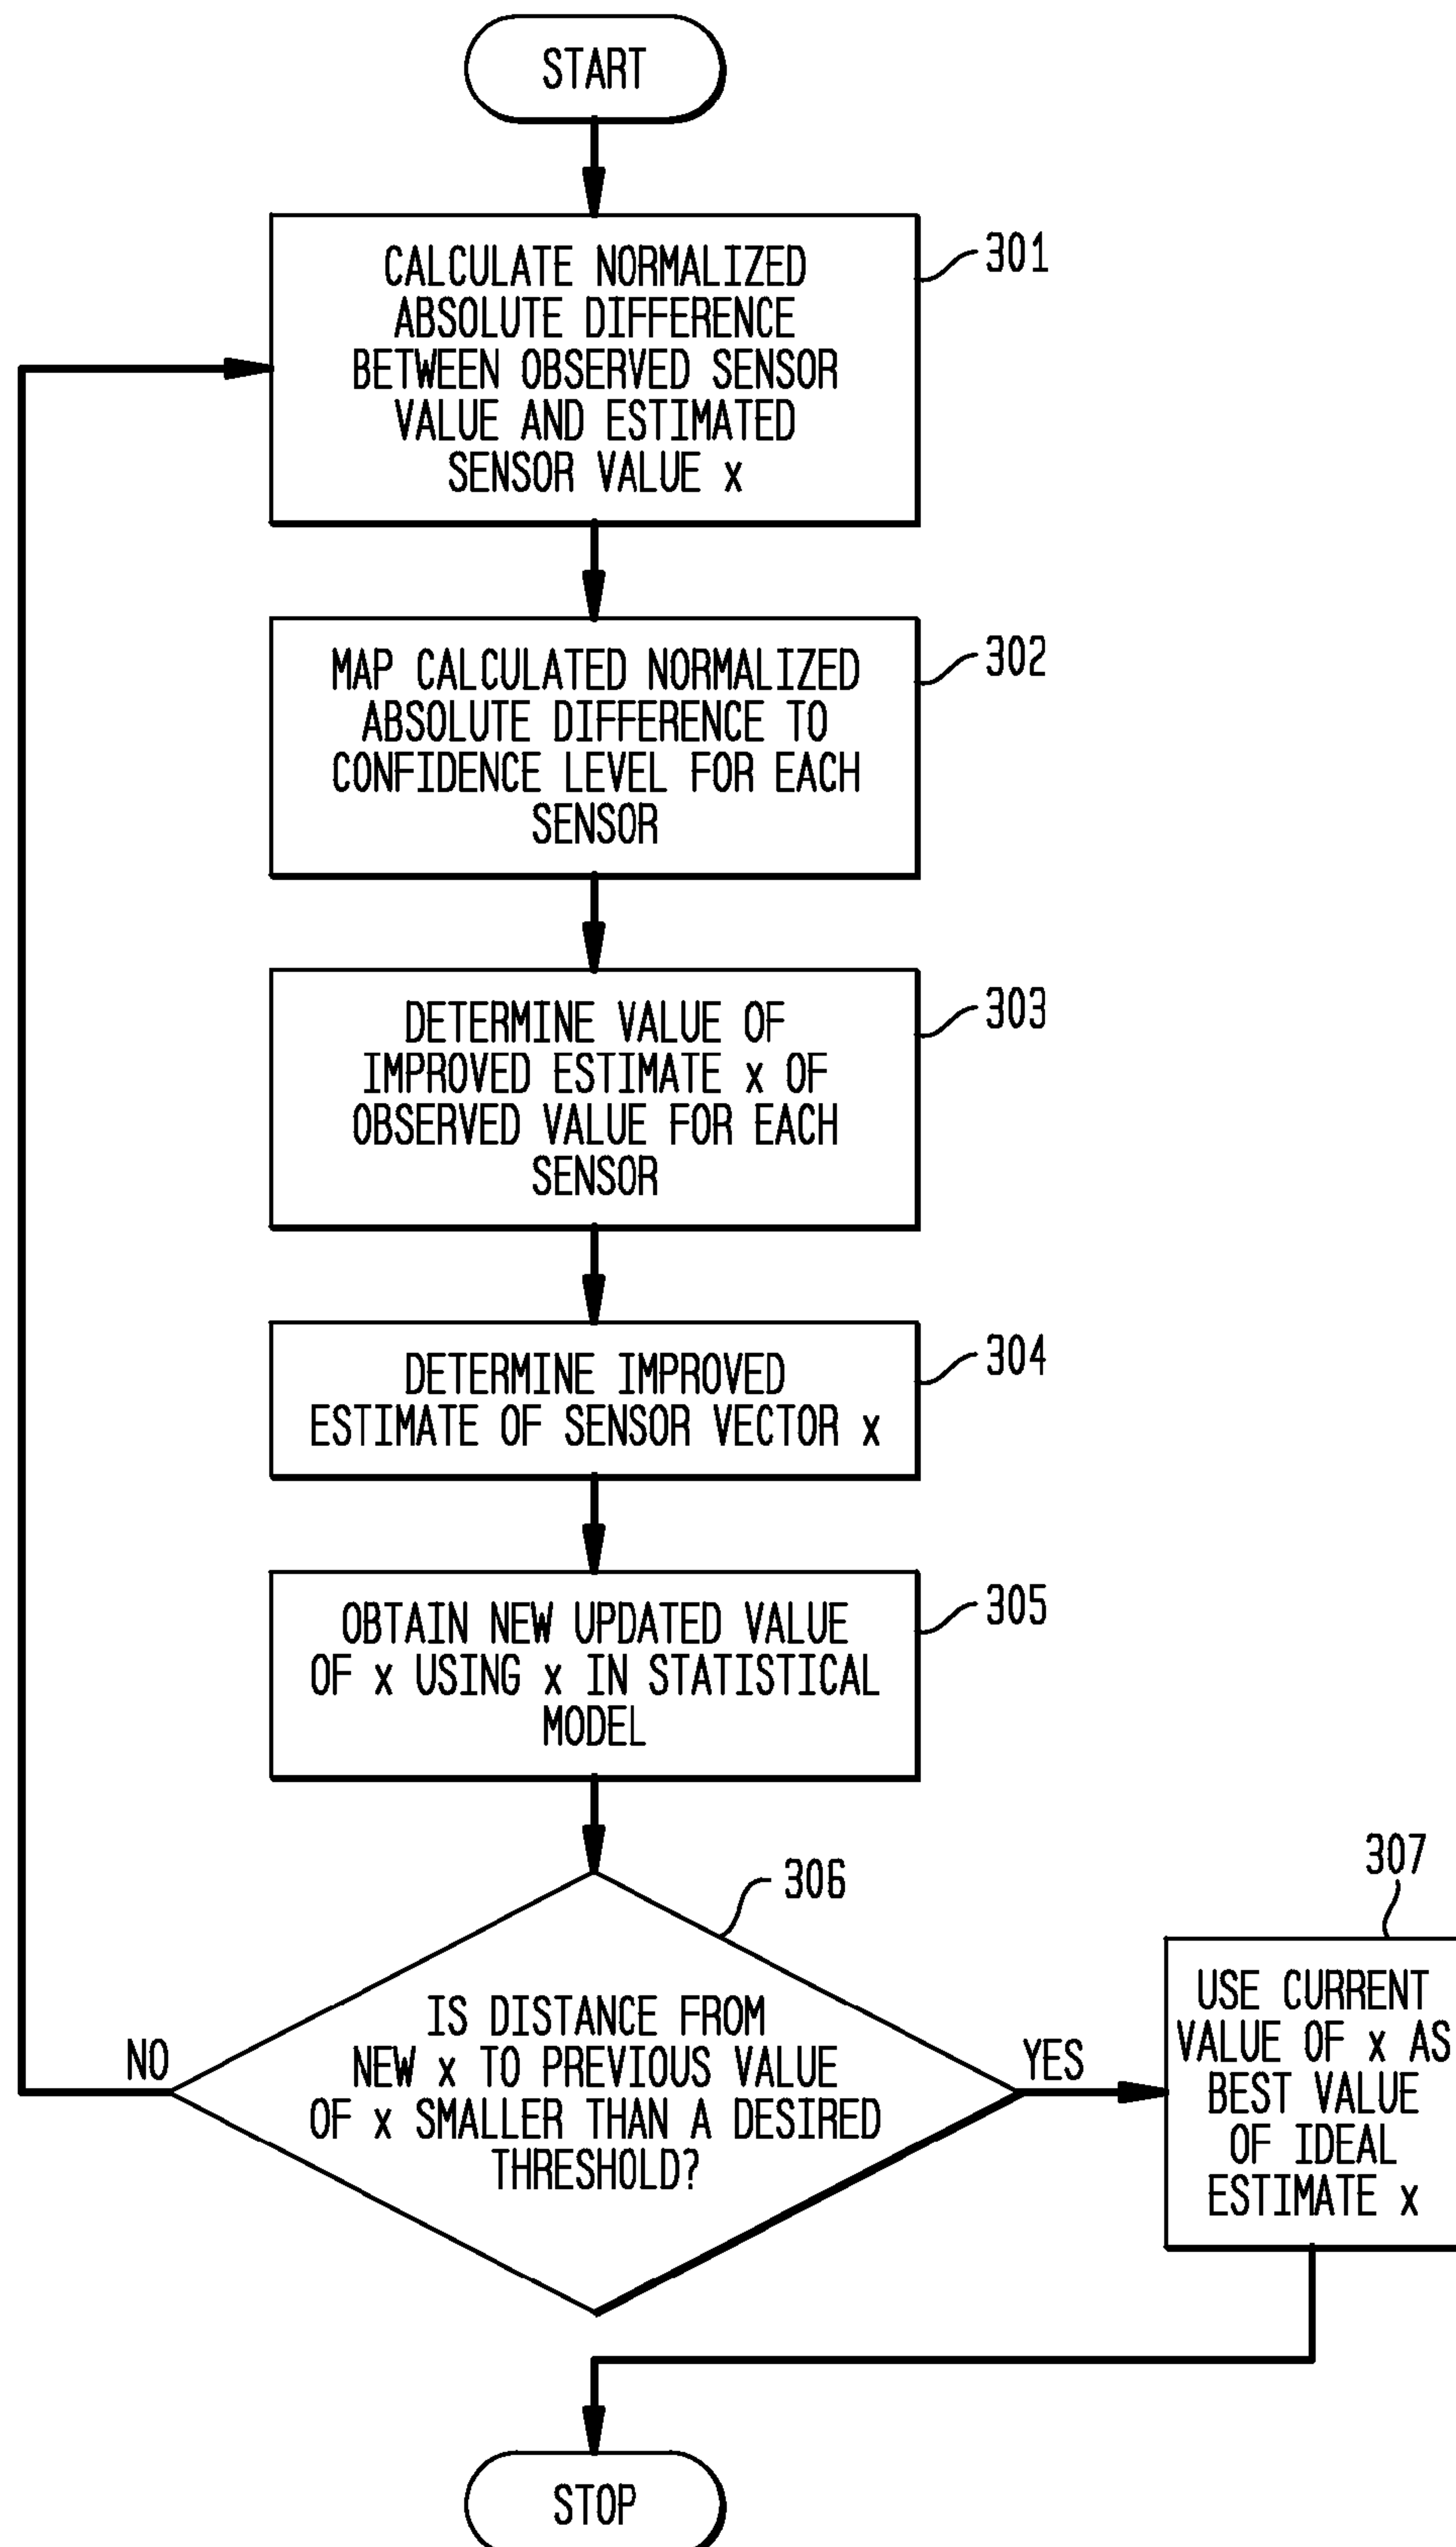 START
CALCULATE NORMALIZED
ABSOLUTE DIFFERENCE
BETWEEN OBSERVED SENSOR
VALUE AND ESTIMATED
SENSOR VALUE x
301
MAP CALCULATED NORMALIZED
ABSOLUTE DIFFERENCE TO
CONFIDENCE LEVEL FOR EACH
SENSOR
302
DETERMINE VALUE OF
IMPROVED ESTIMATE x OF
OBSERVED VALUE FOR EACH
SENSOR
303
DETERMINE IMPROVED
ESTIMATE OF SENSOR VECTOR x
304
OBTAIN NEW UPDATED VALUE
OF x USING x IN STATISTICAL
MODEL
305
306
IS DISTANCE FROM
NEW x TO PREVIOUS VALUE
OF x SMALLER THAN A DESIRED
THRESHOLD?
NO
YES
307
USE CURRENT
VALUE OF x AS
BEST VALUE
OF IDEAL
ESTIMATE x
STOP